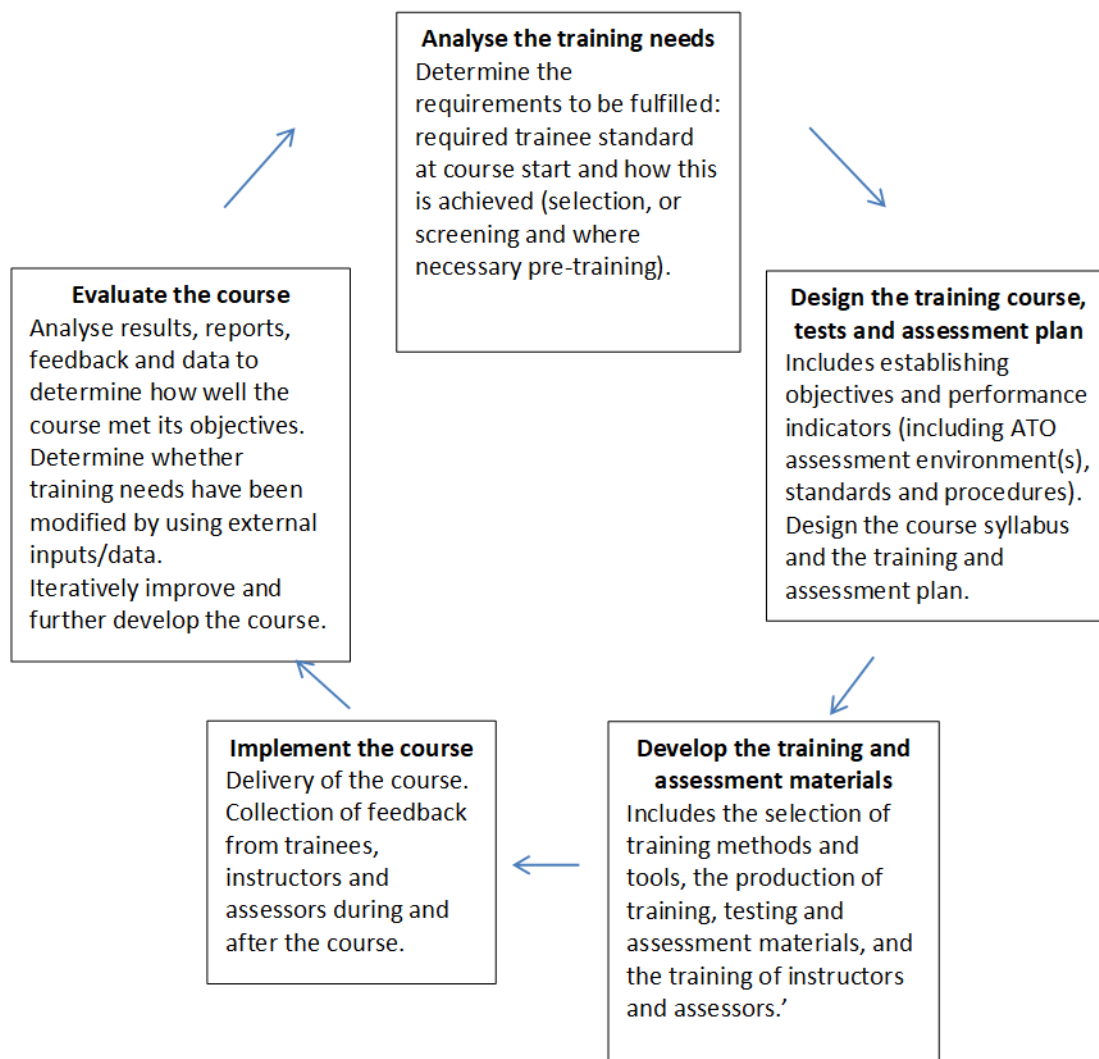 Analyse the training needs
Determine the
requirements to be fulfilled:
required trainee standard
at course start and how this
is achieved (selection, or
screening and where
necessary pre-training).
Design the training course,
tests and assessment plan
Includes establishing
objectives and performance
indicators (including ATO
assessment environment(s),
standards and procedures).
Design the course syllabus
and the training and
assessment plan.
Develop the training and
assessment materials
Includes the selection of
training methods and
tools, the production of
training, testing and
assessment materials, and
the training of instructors
and assessors.’
Implement the course
Delivery of the course.
Collection of feedback
from trainees,
instructors and
assessors during and
after the course.
Evaluate the course
Analyse results, reports,
feedback and data to
determine how well the
course met its objectives.
Determine whether
training needs have been
modified by using external
inputs/data.
Iteratively improve and
further develop the course.